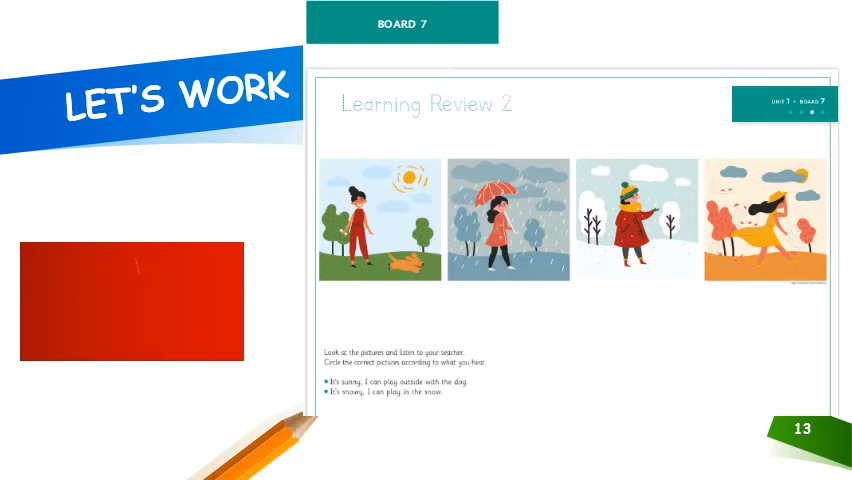 BOARD 7
LET'S WORK
Learning Review 2
UNIT 1 • BOARD 7
Look at the pictures and listen to your teacher.
Circle the correct pictures according to what you hear.
• It's sunny, I can play outside with the dog.
• It's snowy, I can play in the snow.
13